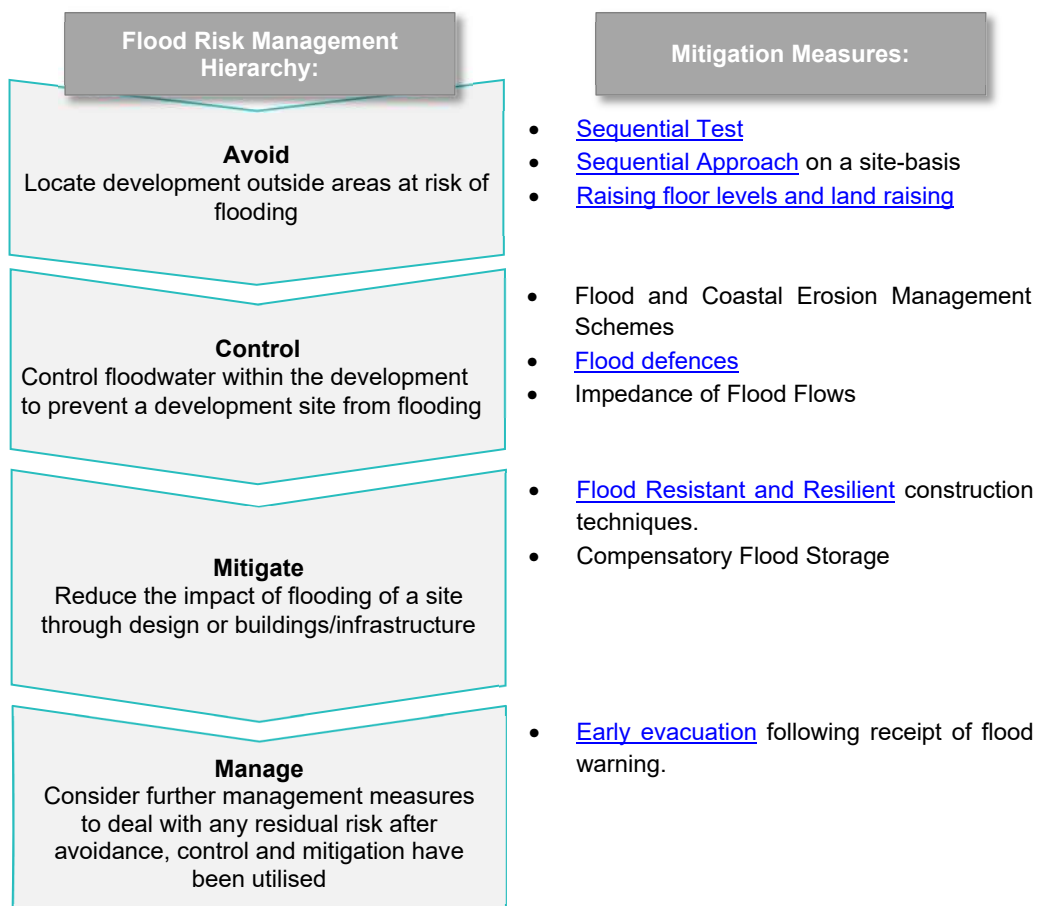 Flood Risk Management
Hierarchy:
Mitigation Measures:
Avoid
Locate development outside areas at risk of
flooding
• Sequential Test
• Sequential Approach on a site-basis
• Raising floor levels and land raising
Control
Control floodwater within the development
to prevent a development site from flooding
• Flood and Coastal Erosion Management
Schemes
• Flood defences
• Impedance of Flood Flows
Mitigate
Reduce the impact of flooding of a site
through design or buildings/infrastructure
• Flood Resistant and Resilient construction
techniques.
• Compensatory Flood Storage
Manage
Consider further management measures
to deal with any residual risk after
avoidance, control and mitigation have
been utilised
• Early evacuation following receipt of flood
warning.